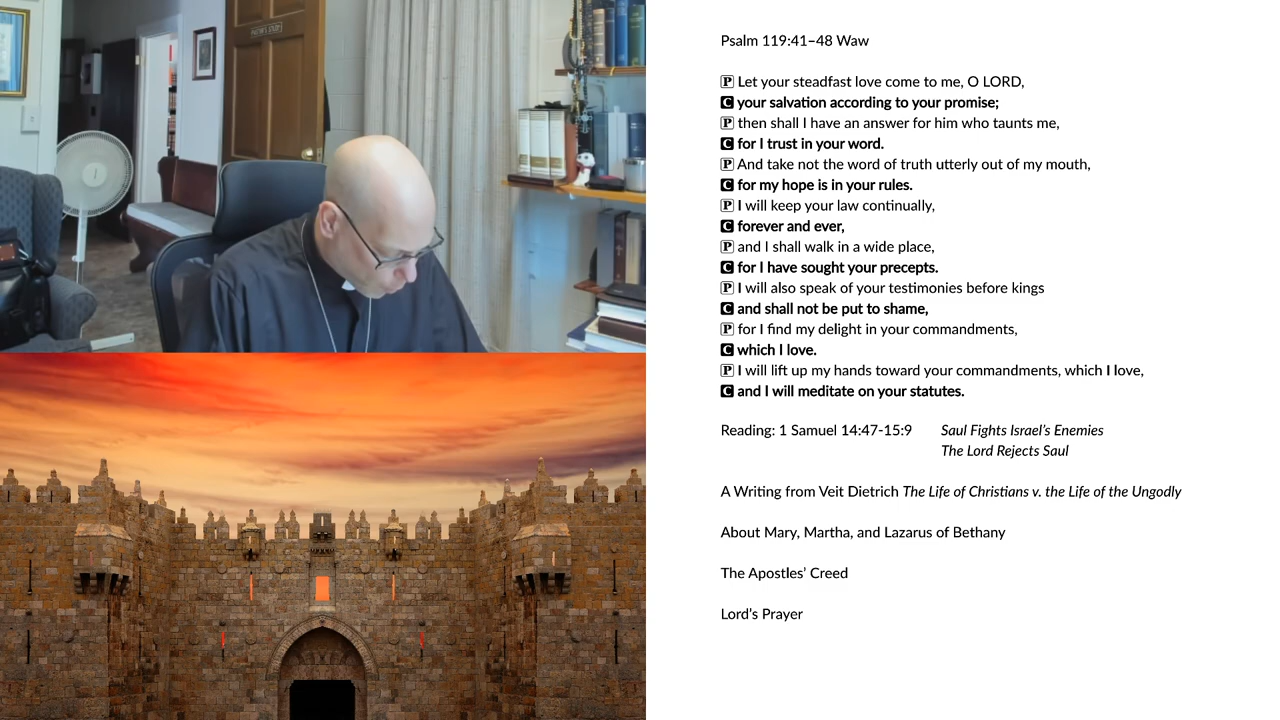 PASTOR'S STUDY
Psalm 119:41–48 Waw
P Let your steadfast love come to me, O LORD,
C your salvation according to your promise;
P then shall I have an answer for him who taunts me,
C for I trust in your word.
P And take not the word of truth utterly out of my mouth,
C for my hope is in your rules.
P I will keep your law continually,
C forever and ever,
P and I shall walk in a wide place,
C for I have sought your precepts.
P I will also speak of your testimonies before kings
C and shall not be put to shame,
P for I find my delight in your commandments,
C which I love.
P I will lift up my hands toward your commandments, which I love,
C and I will meditate on your statutes.
Reading: 1 Samuel 14:47-15:9 Saul Fights Israel's Enemies
The Lord Rejects Saul
A Writing from Veit Dietrich The Life of Christians v. the Life of the Ungodly
About Mary, Martha, and Lazarus of Bethany
The Apostles' Creed
Lord's Prayer